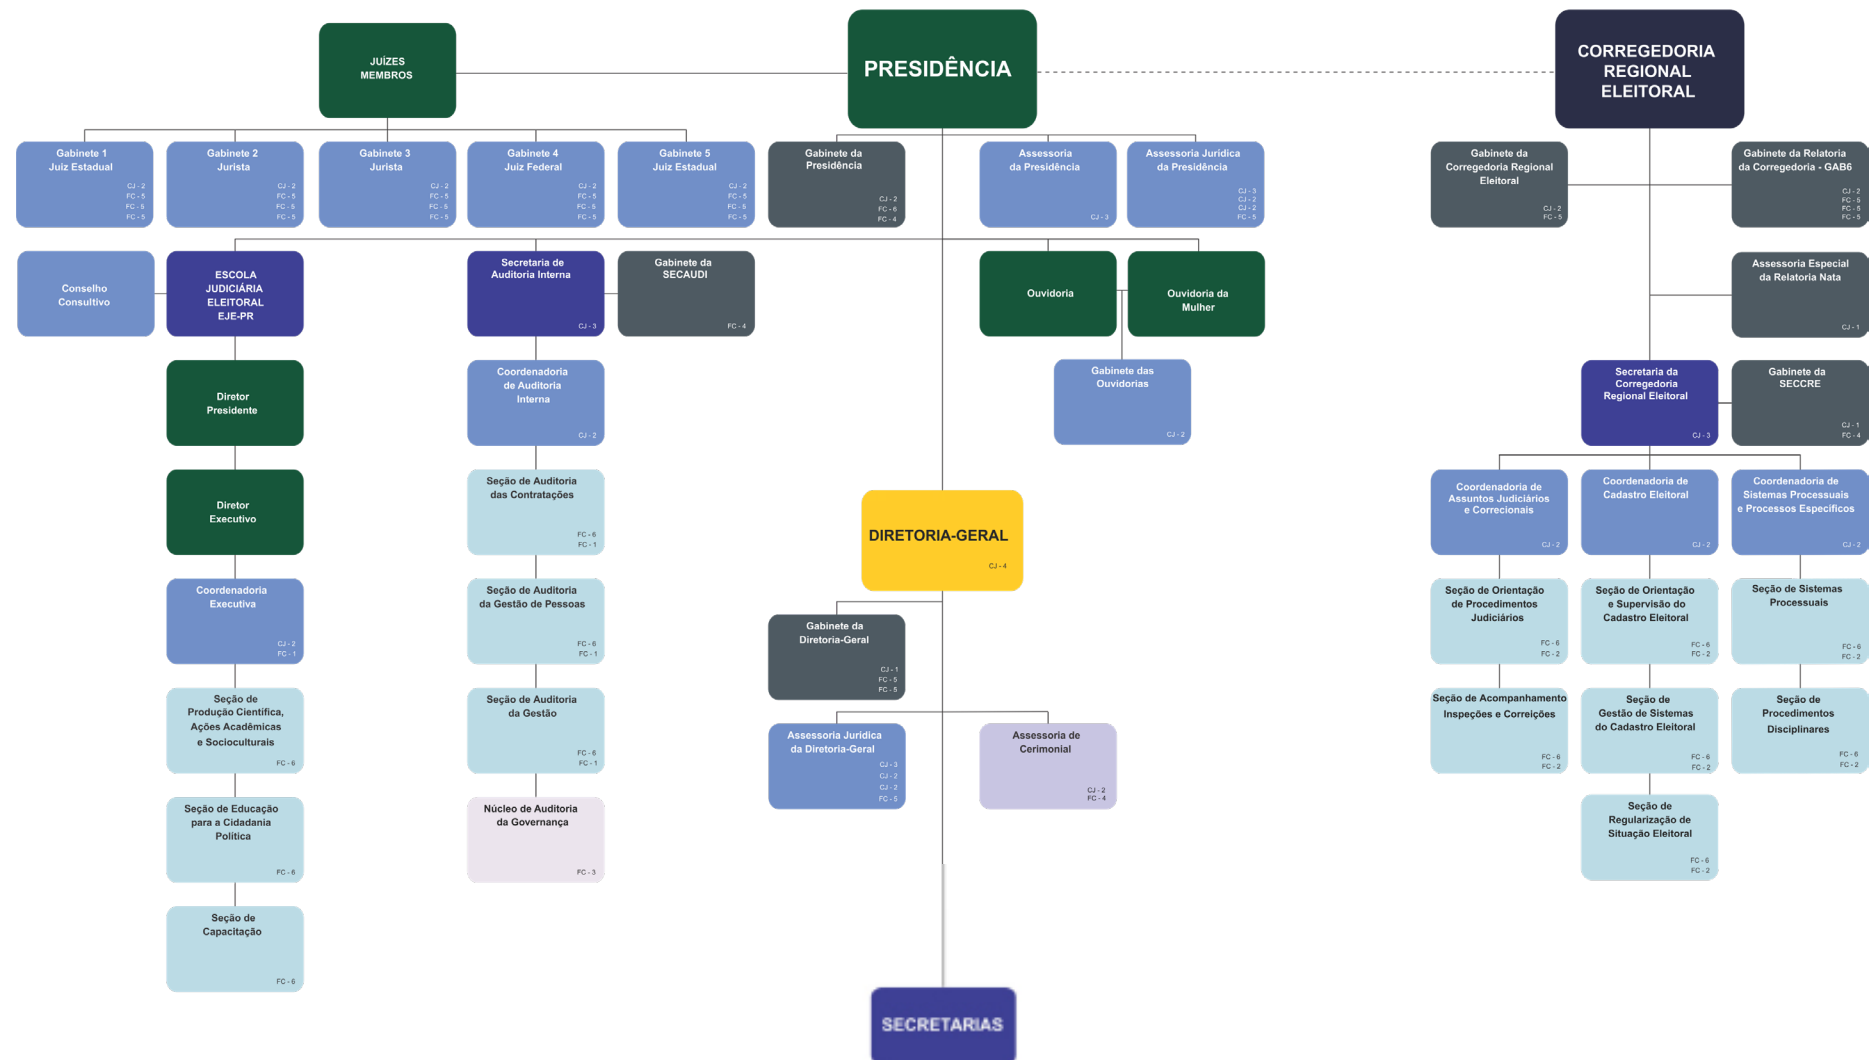 JUÍZES
MEMBROS
PRESIDÊNCIA
CORREGEDORIA
REGIONAL
ELEITORAL
Gabinete 1
Juiz Estadual
CJ - 2
FC - 5
FC - 5
FC - 5
Gabinete 2
Jurista
CJ - 2
FC - 5
FC - 5
FC - 5
Gabinete 3
Jurista
CJ - 2
FC - 5
FC - 5
FC - 5
Gabinete 4
Juiz Federal
CJ - 2
FC - 5
FC - 5
FC - 5
Gabinete 5
Juiz Estadual
CJ - 2
FC - 5
FC - 5
FC - 5
Gabinete da
Presidência
CJ - 2
FC - 6
FC - 4
Assessoria
da Presidência
CJ - 3
Assessoria Jurídica
da Presidência
CJ - 3
CJ - 2
CJ - 2
FC - 5
Gabinete da
Corregedoria Regional
Eleitoral
CJ - 2
FC - 5
Gabinete da Relatoria
da Corregedoria - GAB6
CJ - 2
FC - 5
FC - 5
FC - 5
Conselho
Consultivo
ESCOLA
JUDICIÁRIA
ELEITORAL
EJE-PR
Secretaria de
Auditoria Interna
CJ - 3
Gabinete da
SECAUDI
FC - 4
Ouvidoria
Ouvidoria da
Mulher
Assessoria Especial
da Relatoria Nata
CJ - 1
Diretor
Presidente
Coordenadoria
de Auditoria
Interna
CJ - 2
Gabinete das
Ouvidorias
CJ - 2
Secretaria da
Corregedoria
Regional Eleitoral
CJ - 3
Gabinete da
SECCRE
CJ - 1
FC - 4
Diretor
Executivo
Seção de Auditoria
das Contratações
FC - 6
FC - 1
DIRETORIA-GERAL
CJ - 4
Coordenadoria de
Assuntos Judiciários
e Correcionais
CJ - 2
Coordenadoria de
Cadastro Eleitoral
CJ - 2
Coordenadoria de
Sistemas Processuais
e Processos Específicos
CJ - 2
Coordenadoria
Executiva
CJ - 2
FC - 1
Seção de Auditoria
da Gestão de Pessoas
FC - 6
FC - 1
Gabinete da
Diretoria-Geral
CJ - 1
FC - 5
FC - 5
Seção de Orientação
de Procedimentos
Judiciários
FC - 6
FC - 2
Seção de Orientação
e Supervisão do
Cadastro Eleitoral
FC - 6
FC - 2
Seção de Sistemas
Processuais
FC - 6
FC - 2
Seção de
Produção Científica,
Ações Acadêmicas
e Socioculturais
FC - 6
Seção de Auditoria
da Gestão
FC - 6
FC - 1
Assessoria Jurídica
da Diretoria-Geral
CJ - 3
CJ - 2
CJ - 2
FC - 5
Assessoria de
Cerimonial
CJ - 2
FC - 4
Seção de Acompanhamento
Inspeções e Correições
FC - 6
FC - 2
Seção de
Gestão de Sistemas
do Cadastro Eleitoral
FC - 6
FC - 2
Seção de
Procedimentos
Disciplinares
FC - 6
FC - 2
Seção de Educação
para a Cidadania
Política
FC - 6
Núcleo de Auditoria
da Governança
FC - 3
Seção de
Regularização de
Situação Eleitoral
FC - 6
FC - 2
Seção de
Capacitação
FC - 6
SECRETARIAS